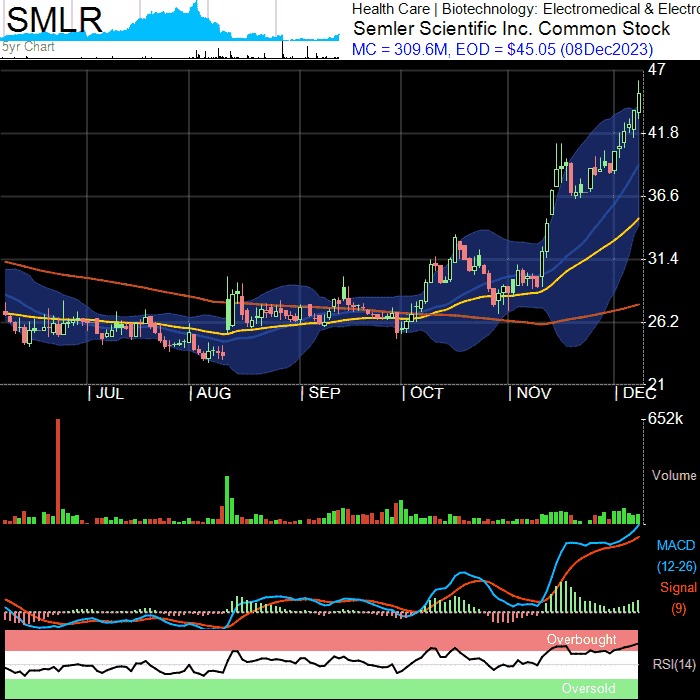 SMLR
5yr Chart
Health Care | Biotechnology: Electromedical & Electro
Semler Scientific Inc. Common Stock
MC = 309.6M, EOD = $45.05 (08Dec2023)
47
41.8
36.6
31.4
26.2
21
JUL AUG SEP OCT NOV DEC
652k
Volume
MACD
(12-26)
Signal
(9)
Overbought
RSI(14)
Oversold